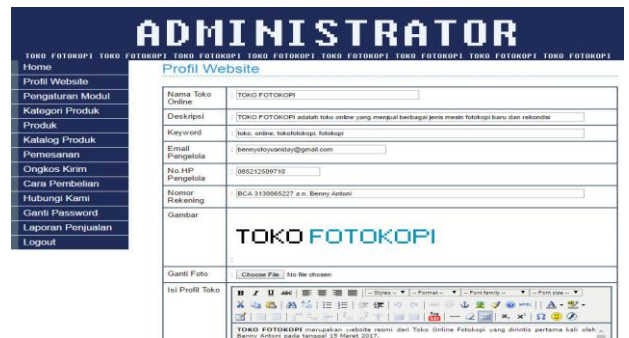 ADMINISTRATOR
TOKO FOTOKOPI TOKO FOTOKOPI TOKO FOTOKOPI TOKO FOTOKOPI TOKO FOTOKOPI TOKO FOTOKOPI TOKO FOTOKOPI TOKO FOTOKOPI
Home
Profil Website
Pengaturan Modul
Kategori Produk
Produk
Katalog Produk
Pemesanan
Ongkos Kirim
Cara Pembelian
Hubungi Kami
Ganti Password
Laporan Penjualan
Logout
Profil Website
Nama Toko Online : TOKO FOTOKOPI
Deskripsi : TOKO FOTOKOPI adalah toko online yang menjual berbagai jenis mesin fotokopi baru dan rekondisi
Keyword : toko, online, tokofotokopi, fotokopi
Email Pengelola : bennyotoyusniday@gmail.com
No.HP Pengelola : 085212509710
Nomor Rekening : BCA 3139965227 a.n. Benny Antoni
Gambar
TOKO FOTOKOPI
:
Ganti Foto : Choose File No file chosen
Isi Profil Toko
B I U ABC -- Styles -- -- Format -- -- Font family -- -- Font size --
HTML
TOKO FOTOKOPI merupakan website resmi dari Toko Online Fotokopi yang dirintis pertama kali oleh
Benny Antoni pada tanggal 15 Maret 2017.